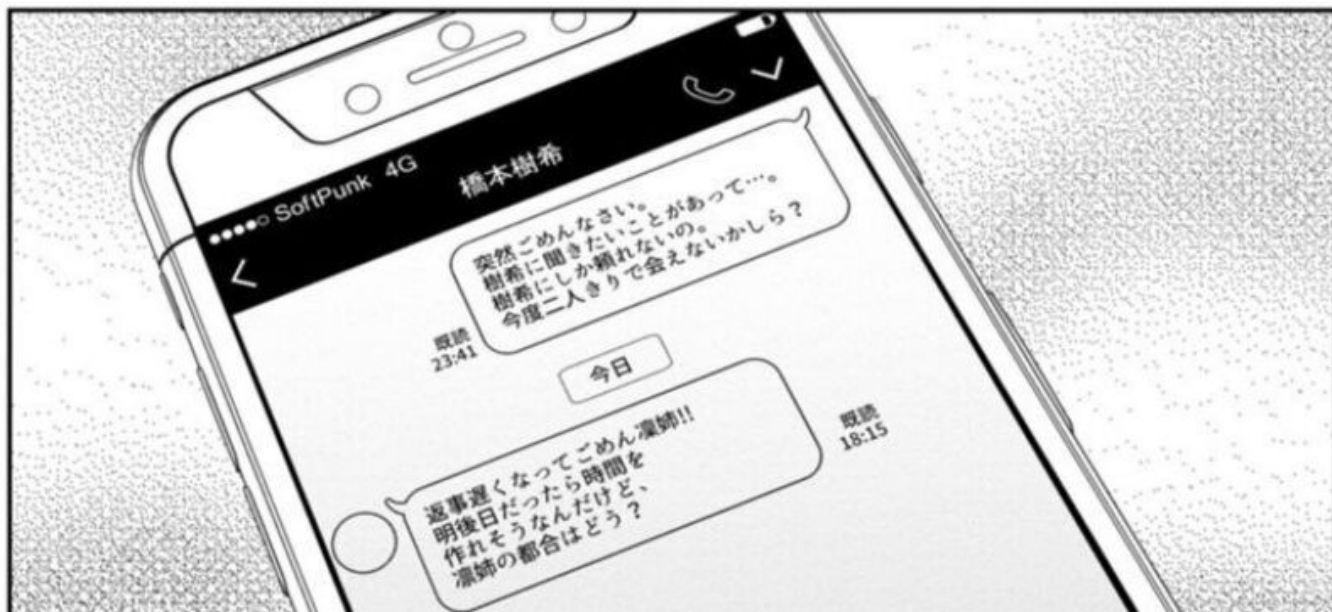 SoftPunk 4G
橋本樹希
突然ごめんなさい。
樹希に聞きたいことがあって…。
樹希にしか頼れないの。
今度二人きりで会えないかしら？
既読
23:41
今日
返事遅くなってごめん凛姉!!
明後日だったら時間を
作れそうなんだけど、
凛姉の都合はどう？
既読
18:15